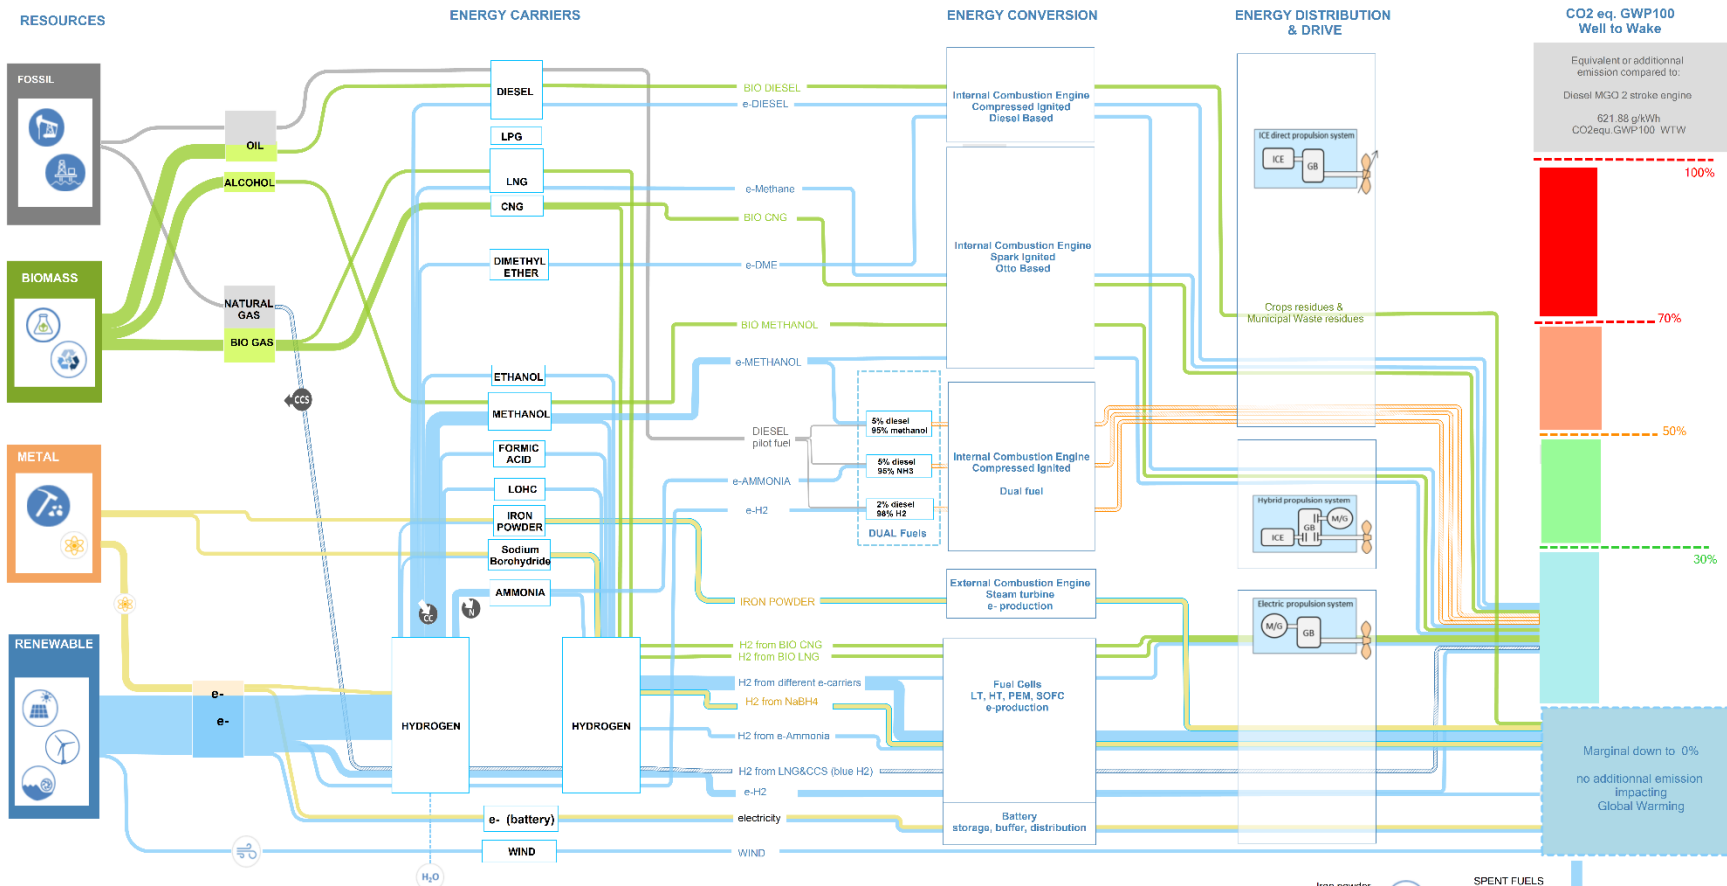 RESOURCES
ENERGY CARRIERS
ENERGY CONVERSION
ENERGY DISTRIBUTION
& DRIVE
CO2 eq. GWP100
Well to Wake
FOSSIL
BIOMASS
METAL
RENEWABLE
OIL
ALCOHOL
NATURAL
GAS
BIO GAS
CCS
e-
e-
DIESEL
LPG
LNG
CNG
DIMETHYL
ETHER
ETHANOL
METHANOL
FORMIC
ACID
LOHC
IRON
POWDER
Sodium
Borohydride
AMMONIA
CC
N
HYDROGEN
HYDROGEN
e- (battery)
WIND
H₂O
BIO DIESEL
e-DIESEL
e-Methane
BIO CNG
e-DME
BIO METHANOL
e-METHANOL
DIESEL
pilot fuel
e-AMMONIA
e-H2
IRON POWDER
H2 from BIO CNG
H2 from BIO LNG
H2 from different e-carriers
H2 from NaBH4
H2 from e-Ammonia
H2 from LNG&CCS (blue H2)
e-H2
electricity
WIND
5% diesel
95% methanol
5% diesel
95% NH3
2% diesel
98% H2
DUAL Fuels
Internal Combustion Engine
Compressed Ignited
Diesel Based
Internal Combustion Engine
Spark Ignited
Otto Based
Internal Combustion Engine
Compressed Ignited
Dual fuel
External Combustion Engine
Steam turbine
e- production
Fuel Cells
LT, HT, PEM, SOFC
e-production
Battery
storage, buffer, distribution
ICE direct propulsion system
ICE
GB
Crops residues &
Municipal Waste residues
Hybrid propulsion system
M/G
GB
ICE
Electric propulsion system
M/G
GB
Equivalent or additionnal
emission compared to:
Diesel MGO 2 stroke engine
621.88 g/kWh
CO2equ.GWP100 WTW
100%
70%
50%
30%
Marginal down to 0%
no additionnal emission
impacting
Global Warming
Iron powder
SPENT FUELS